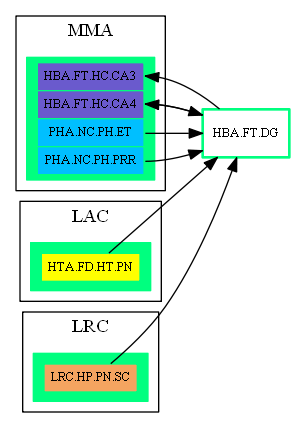 MMA
HBA.FT.HC.CA3
HBA.FT.HC.CA4
PHA.NC.PH.ET
PHA.NC.PH.PRR
HBA.FT.DG
LAC
HTA.FD.HT.PN
LRC
LRC.HP.PN.SC